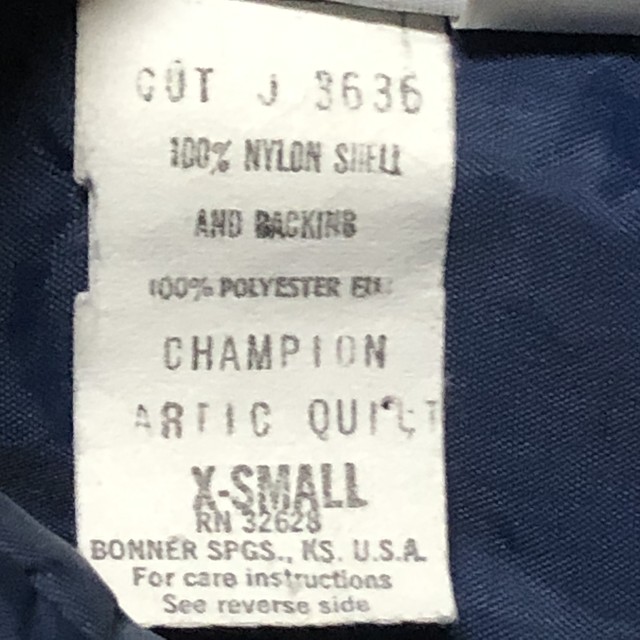 CUT J 3636
100% NYLON SHELL
AND BACKING
100% POLYESTER FILL
CHAMPION
ARTIC QUILT
X-SMALL
RN 32628
BONNER SPGS., KS. U.S.A.
For care instructions
See reverse side